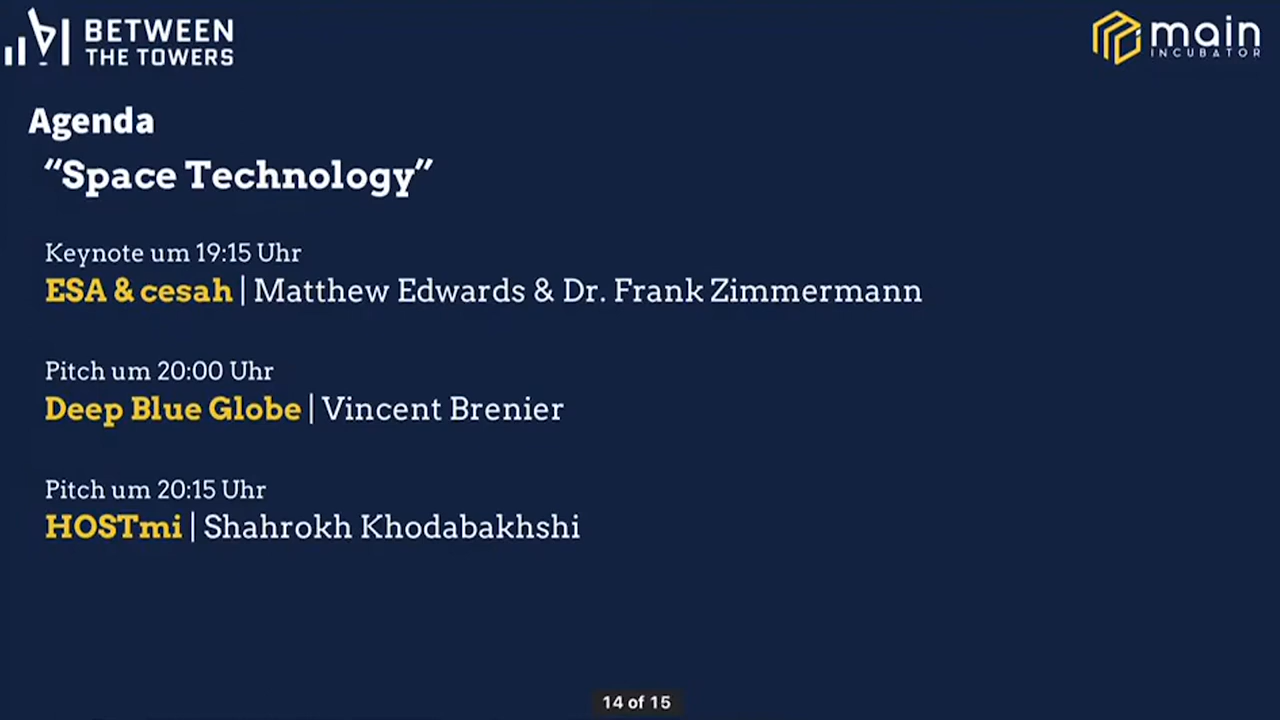 BETWEEN
THE TOWERS
main
INCUBATOR
Agenda
“Space Technology”
Keynote um 19:15 Uhr
ESA & cesah | Matthew Edwards & Dr. Frank Zimmermann
Pitch um 20:00 Uhr
Deep Blue Globe | Vincent Brenier
Pitch um 20:15 Uhr
HOSTmi | Shahrokh Khodabakhshi
14 of 15